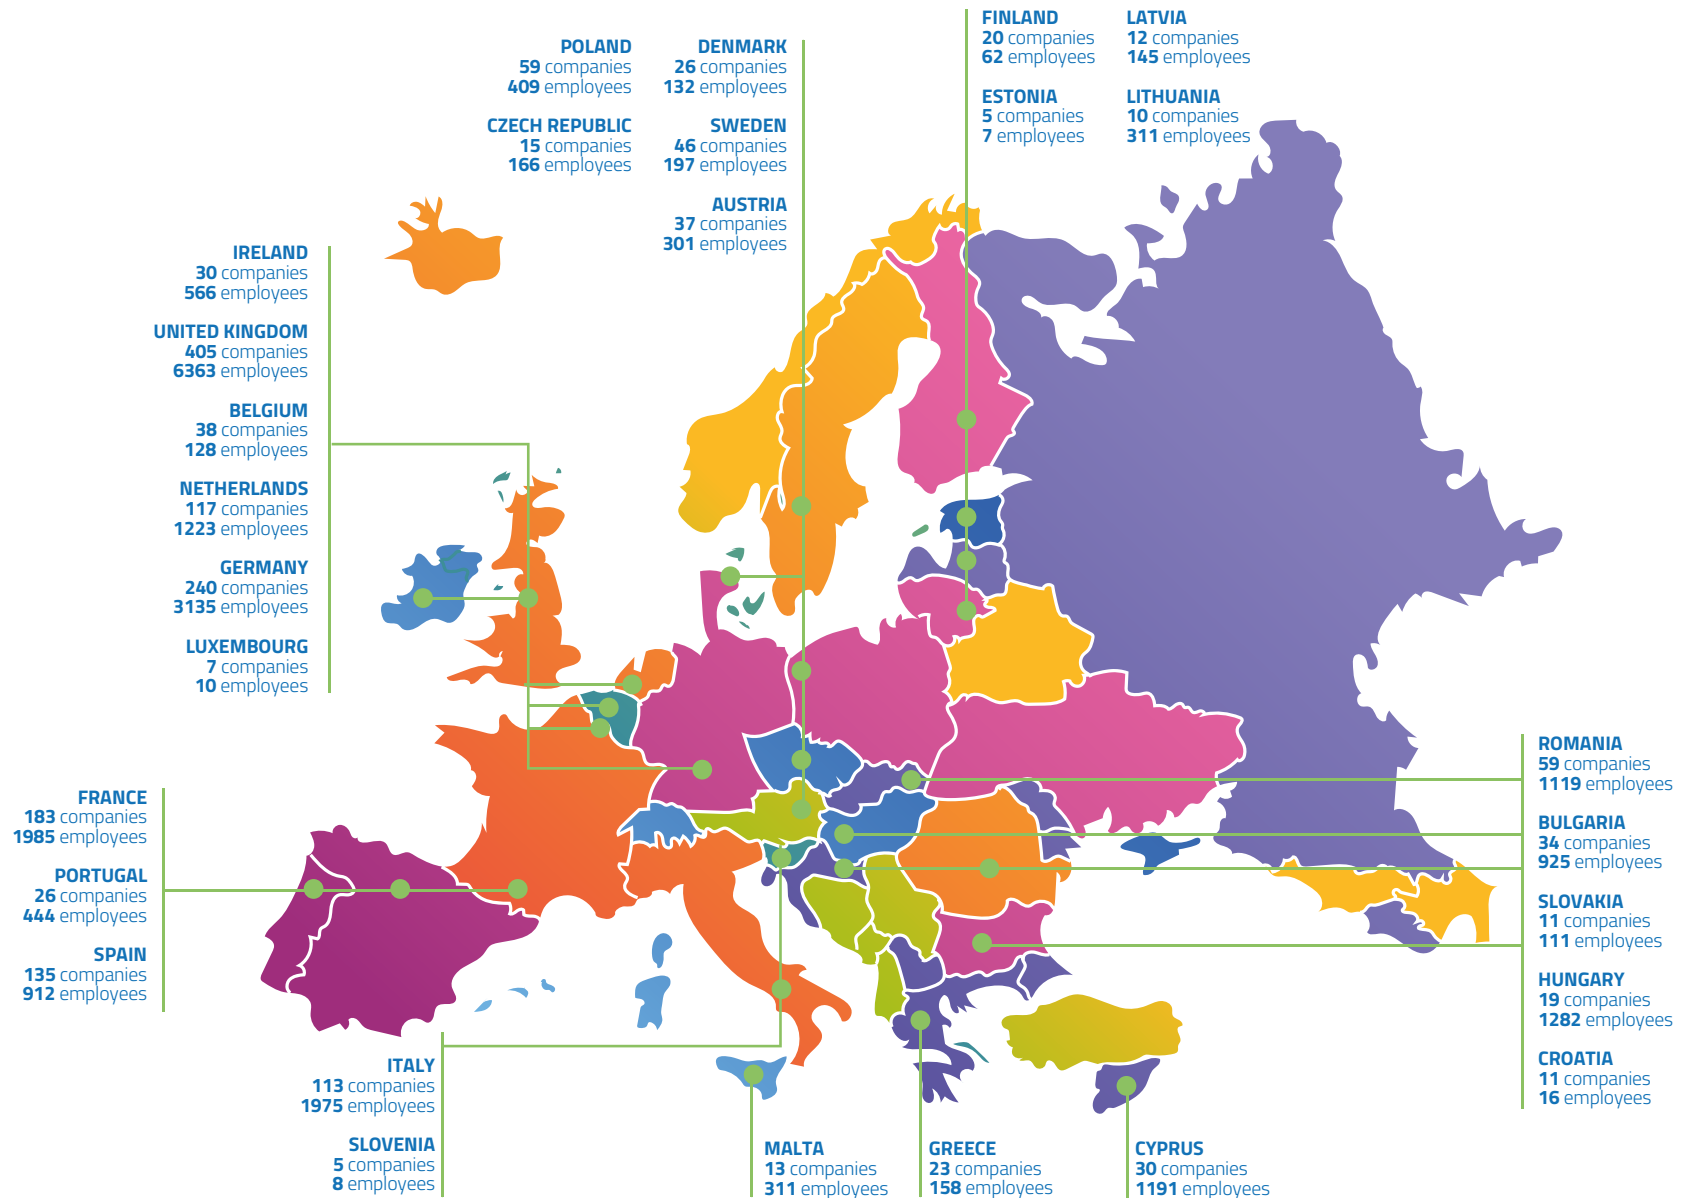 FINLAND
20 companies
62 employees
LATVIA
12 companies
145 employees
ESTONIA
5 companies
7 employees
LITHUANIA
10 companies
311 employees
POLAND
59 companies
409 employees
DENMARK
26 companies
132 employees
CZECH REPUBLIC
15 companies
166 employees
SWEDEN
46 companies
197 employees
AUSTRIA
37 companies
301 employees
IRELAND
30 companies
566 employees
UNITED KINGDOM
405 companies
6363 employees
BELGIUM
38 companies
128 employees
NETHERLANDS
117 companies
1223 employees
GERMANY
240 companies
3135 employees
LUXEMBOURG
7 companies
10 employees
FRANCE
183 companies
1985 employees
PORTUGAL
26 companies
444 employees
SPAIN
135 companies
912 employees
ROMANIA
59 companies
1119 employees
BULGARIA
34 companies
925 employees
SLOVAKIA
11 companies
111 employees
HUNGARY
19 companies
1282 employees
CROATIA
11 companies
16 employees
ITALY
113 companies
1975 employees
SLOVENIA
5 companies
8 employees
MALTA
13 companies
311 employees
GREECE
23 companies
158 employees
CYPRUS
30 companies
1191 employees